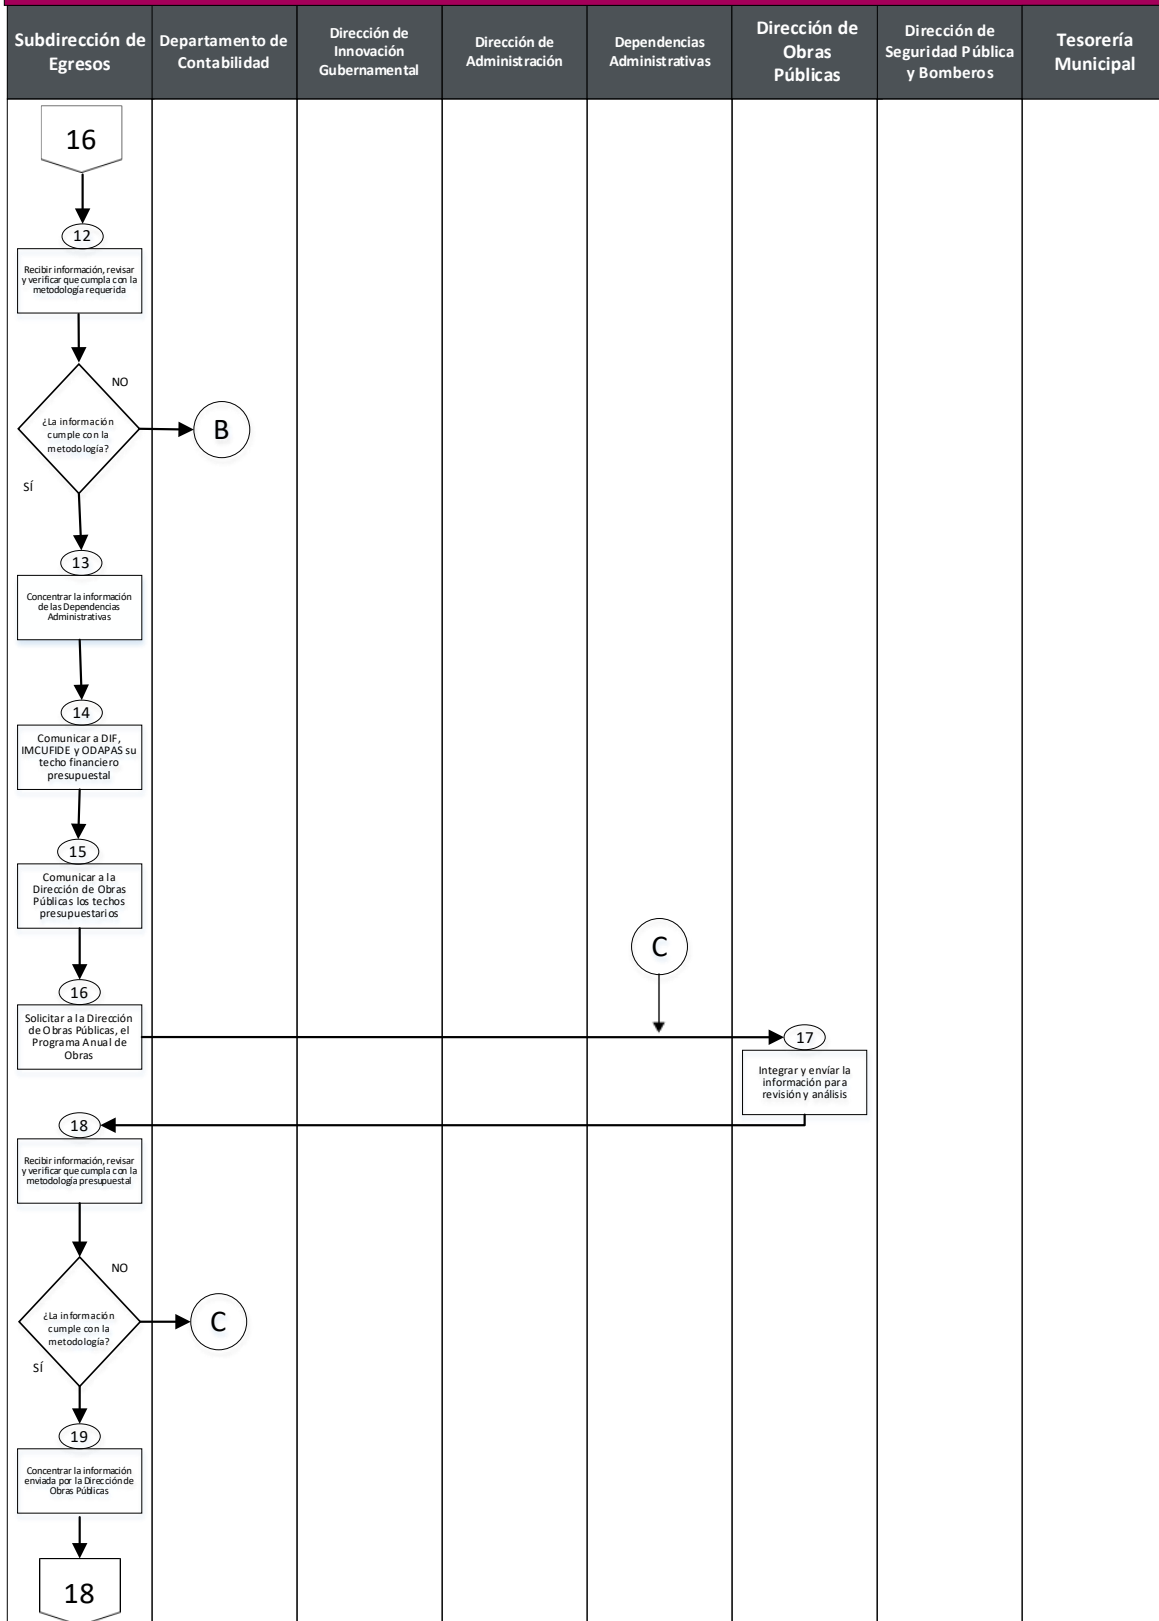 Subdirección de
Egresos
Departamento de
Contabilidad
Dirección de
Innovación
Gubernamental
Dirección de
Administración
Dependencias
Administrativas
Dirección de
Obras
Públicas
Dirección de
Seguridad Pública
y Bomberos
Tesorería
Municipal
16
12
Recibir información, revisar
y verificar que cumpla con la
metodología requerida
NO
¿La información
cumple con la
metodología?
B
SÍ
13
Concentrar la información
de las Dependencias
Administrativas
14
Comunicar a DIF,
IMCUFIDE y ODAPAS su
techo financiero
presupuestal
15
Comunicar a la
Dirección de Obras
Públicas los techos
presupuestarios
C
16
Solicitar a la Dirección
de Obras Públicas, el
Programa Anual de
Obras
17
Integrar y envíar la
información para
revisión y análisis
18
Recibir información, revisar
y verificar que cumpla con la
metodología presupuestal
NO
¿La información
cumple con la
metodología?
C
SÍ
19
Concentrar la información
enviada por la Dirección de
Obras Públicas
18